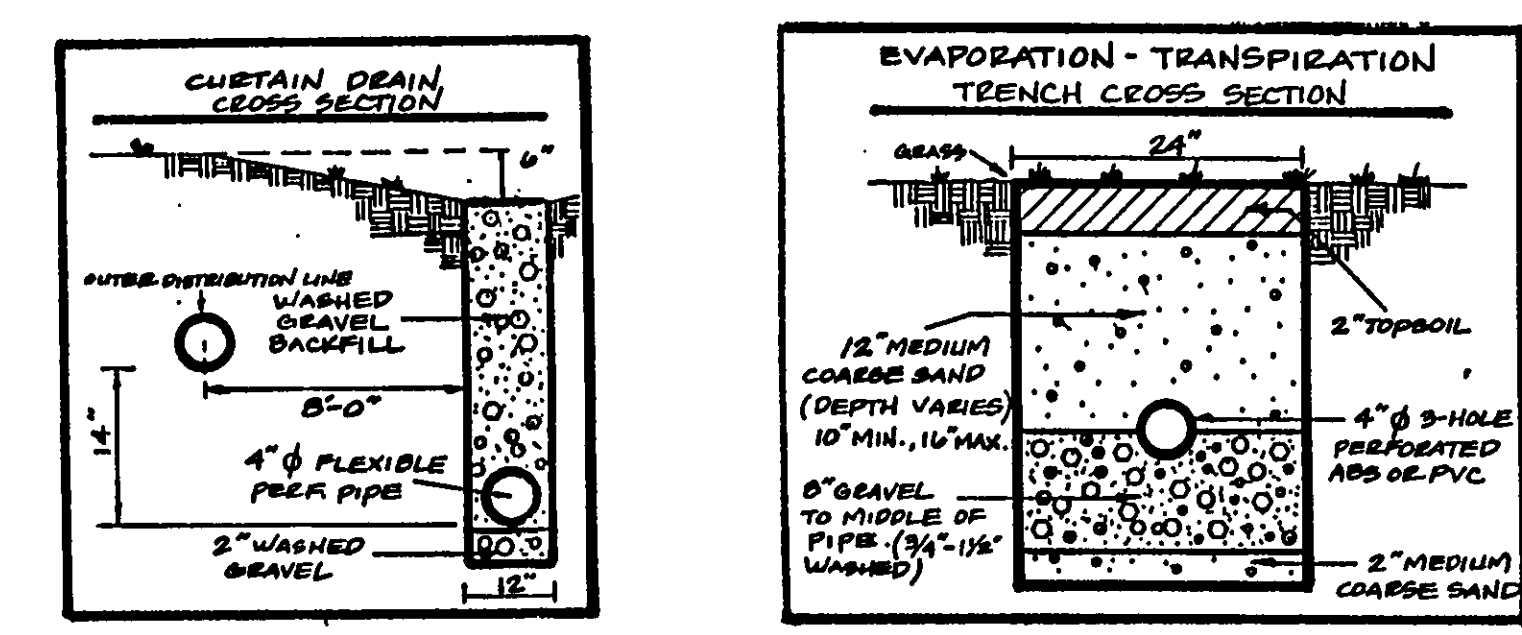 CURTAIN DRAIN
CROSS SECTION
6"
OUTER DISTRIBUTION LINE
WASHED
GRAVEL
BACKFILL
8'-0"
14"
4" φ FLEXIBLE
PERF. PIPE
2" WASHED
GRAVEL
12"
EVAPORATION - TRANSPIRATION
TRENCH CROSS SECTION
24"
GRASS
2" TOPSOIL
12" MEDIUM
COARSE SAND
(DEPTH VARIES)
10" MIN., 16" MAX.
4" φ 3-HOLE
PERFORATED
ABS OR PVC
8" GRAVEL
TO MIDDLE OF
PIPE. (3/4"-1 1/2"
WASHED)
2" MEDIUM
COARSE SAND